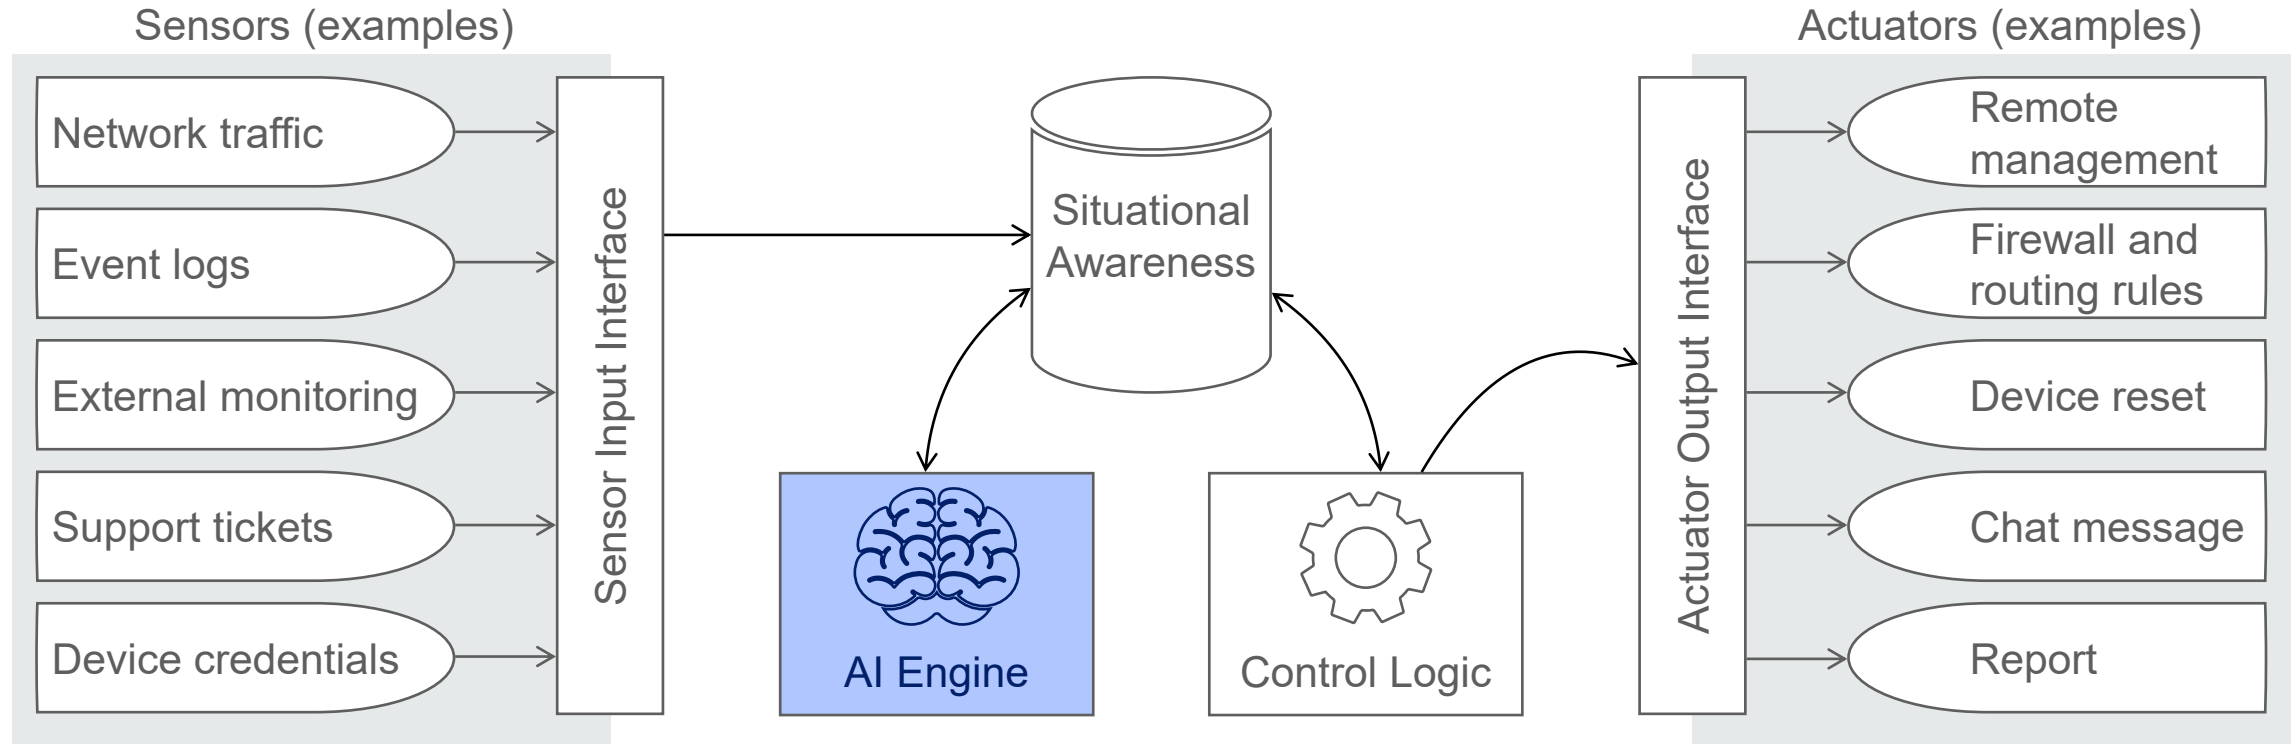 Sensors (examples)
Network traffic
Event logs
External monitoring
Support tickets
Device credentials
Sensor Input Interface
Situational
Awareness
AI Engine
Control Logic
Actuator Output Interface
Actuators (examples)
Remote
management
Firewall and
routing rules
Device reset
Chat message
Report